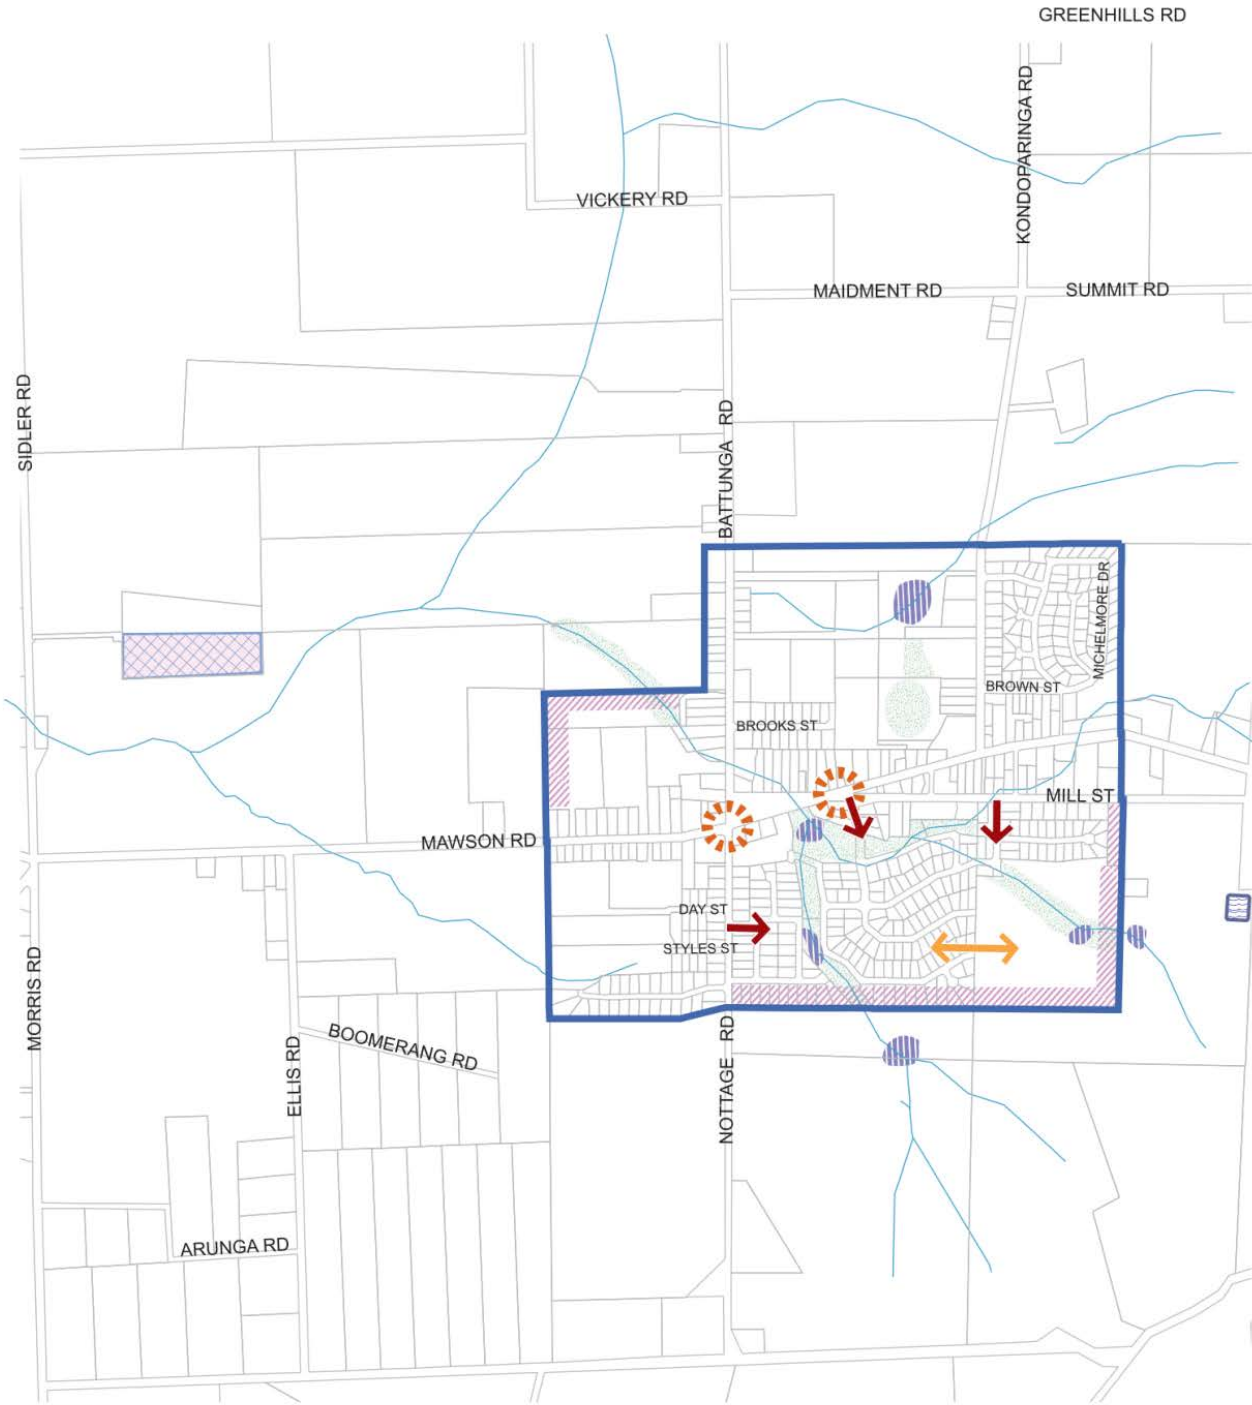 GREENHILLS RD
KONDOPARINGA RD
VICKERY RD
MAIDMENT RD
SUMMIT RD
SIDLER RD
BATTUNGA RD
MICHELMORE DR
BROWN ST
BROOKS ST
MILL ST
MAWSON RD
DAY ST
STYLES ST
MORRIS RD
BOOMERANG RD
ELLIS RD
NOTTAGE RD
ARUNGA RD